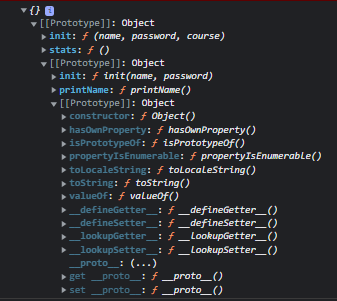 ▼ {} i
▼ [[Prototype]]: Object
▶ init: ƒ (name, password, course)
▶ stats: ƒ ()
▼ [[Prototype]]: Object
▶ init: ƒ init(name, password)
▶ printName: ƒ printName()
▼ [[Prototype]]: Object
▶ constructor: ƒ Object()
▶ hasOwnProperty: ƒ hasOwnProperty()
▶ isPrototypeOf: ƒ isPrototypeOf()
▶ propertyIsEnumerable: ƒ propertyIsEnumerable()
▶ toLocaleString: ƒ toLocaleString()
▶ toString: ƒ toString()
▶ valueOf: ƒ valueOf()
▶ __defineGetter__: ƒ __defineGetter__()
▶ __defineSetter__: ƒ __defineSetter__()
▶ __lookupGetter__: ƒ __lookupGetter__()
▶ __lookupSetter__: ƒ __lookupSetter__()
__proto__: (...)
▶ get __proto__: ƒ __proto__()
▶ set __proto__: ƒ __proto__()